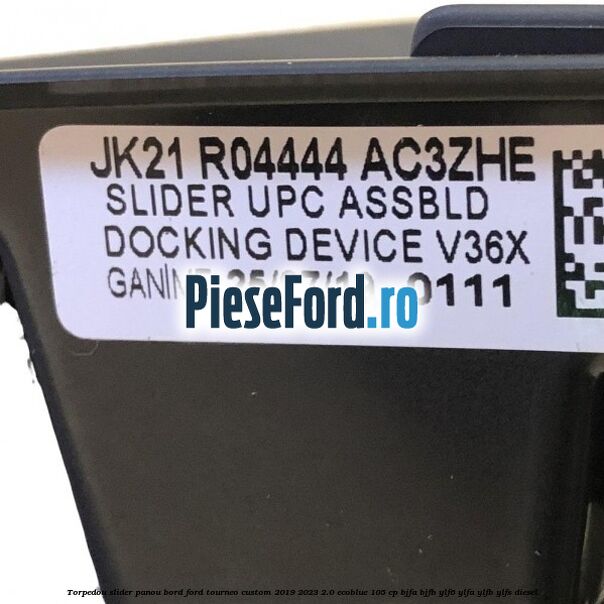 JK21 R04444 AC3ZHE
SLIDER UPC ASSBLD
DOCKING DEVICE V36X
0111
PieseFord.ro
Torpedou slider panou bord ford tourneo custom 2019 2023 2.0 ecoblue 105 cp bjfa bjfb ylf6 ylfa ylfb ylfs diesel